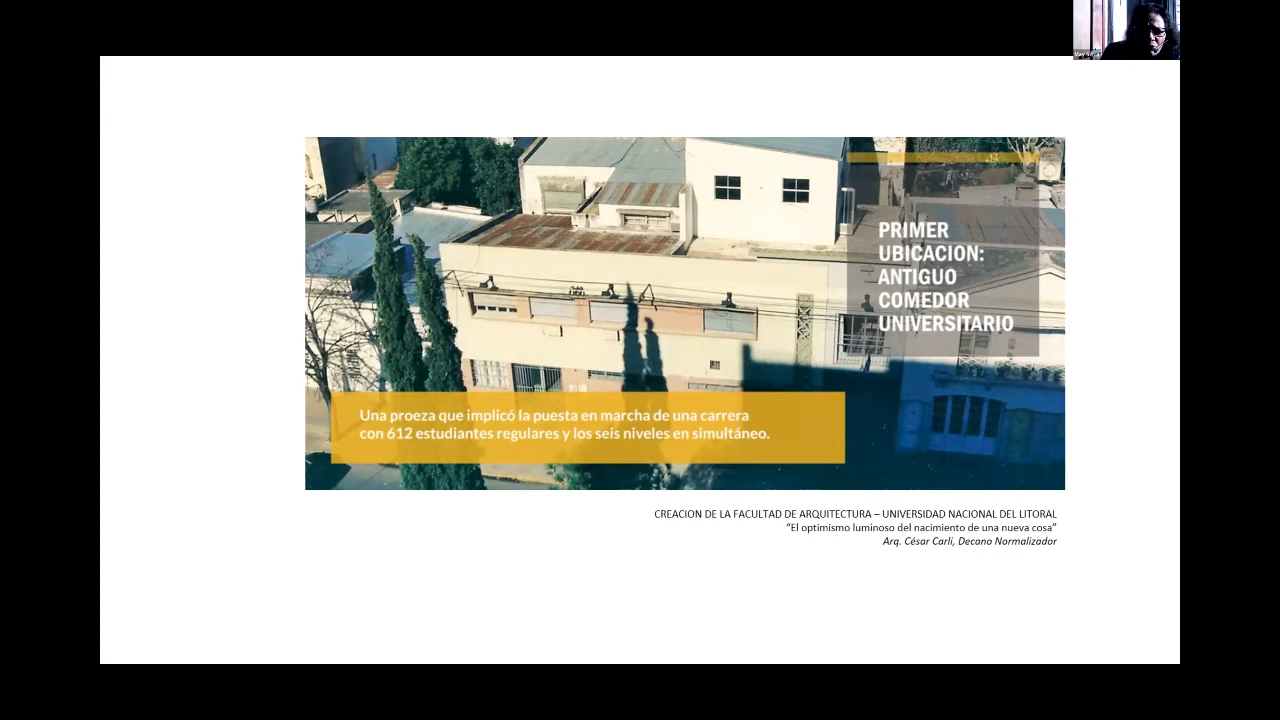 PRIMER
UBICACION:
ANTIGUO
COMEDOR
UNIVERSITARIO
Una proeza que implicó la puesta en marcha de una carrera
con 612 estudiantes regulares y los seis niveles en simultáneo.
CREACION DE LA FACULTAD DE ARQUITECTURA – UNIVERSIDAD NACIONAL DEL LITORAL
“El optimismo luminoso del nacimiento de una nueva cosa”
Arq. César Carli, Decano Normalizador